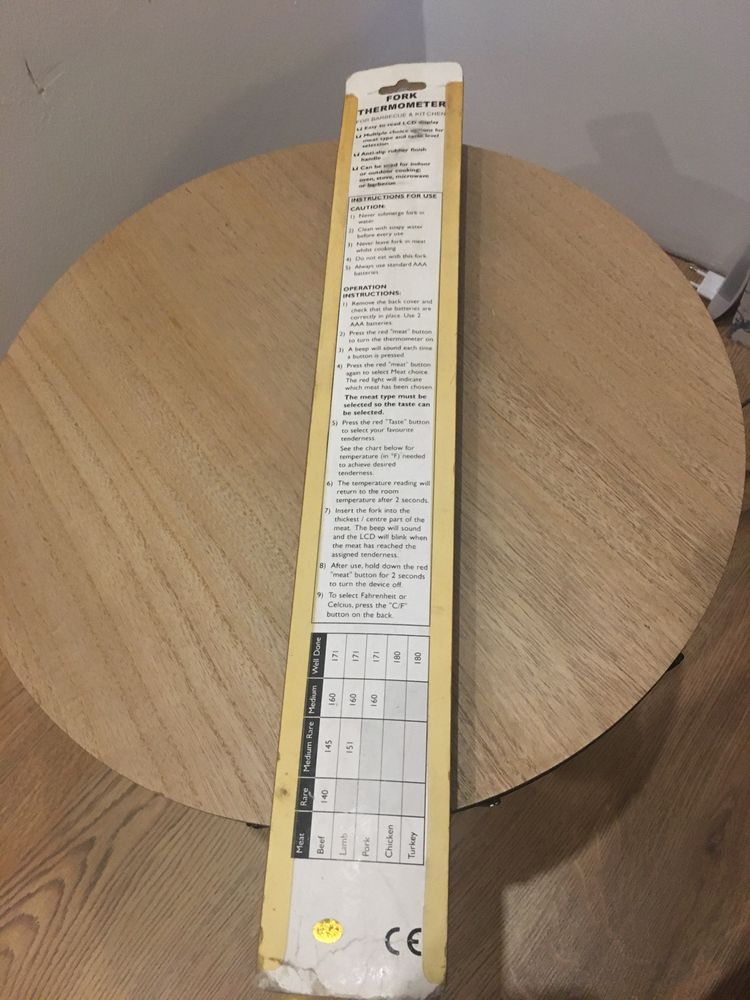 FORK
THERMOMETER
FOR BARBECUE & KITCHEN
Easy to read LCD display
Multiple choice options for
meat type and taste level
selection
Anti-slip rubber finish
handle
Can be used for indoor
or outdoor cooking;
oven, stove, microwave
or barbecue
INSTRUCTIONS FOR USE
CAUTION:
1) Never submerge fork in
water
2) Clean with soapy water
before every use
3) Never leave fork in meat
whilst cooking
4) Do not eat with this fork
5) Always use standard AAA
batteries
OPERATION
INSTRUCTIONS:
1) Remove the back cover and
check that the batteries are
correctly in place. Use 2
AAA batteries.
2) Press the red "meat" button
to turn the thermometer on
3) A beep will sound each time
a button is pressed.
4) Press the red "meat" button
again to select Meat choice.
The red light will indicate
which meat has been chosen.
The meat type must be
selected so the taste can
be selected.
5) Press the red "Taste" button
to select your favourite
tenderness
See the chart below for
temperature (in °F) needed
to achieve desired
tenderness.
6) The temperature reading will
return to the room
temperature after 2 seconds.
7) Insert the fork into the
thickest / centre part of the
meat. The beep will sound
and the LCD will blink when
the meat has reached the
assigned tenderness.
8) After use, hold down the red
"meat" button for 2 seconds
to turn the device off.
9) To select Fahrenheit or
Celcius, press the "C/F"
button on the back.
Meat Rare Medium Rare Medium Well Done
Beef 140 145 160 171
Lamb 151 160 171
Pork 160 171
Chicken 180
Turkey 180
CE